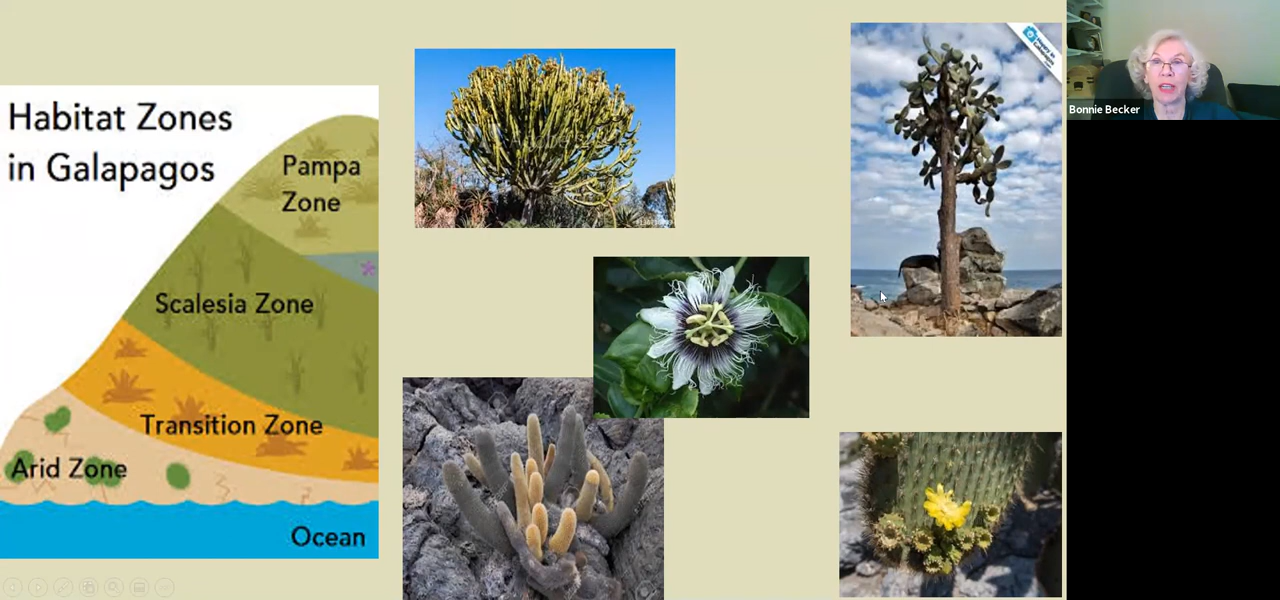 Habitat Zones
in Galapagos
Pampa
Zone
Scalesia Zone
Transition Zone
Arid Zone
Ocean
Bonnie Becker